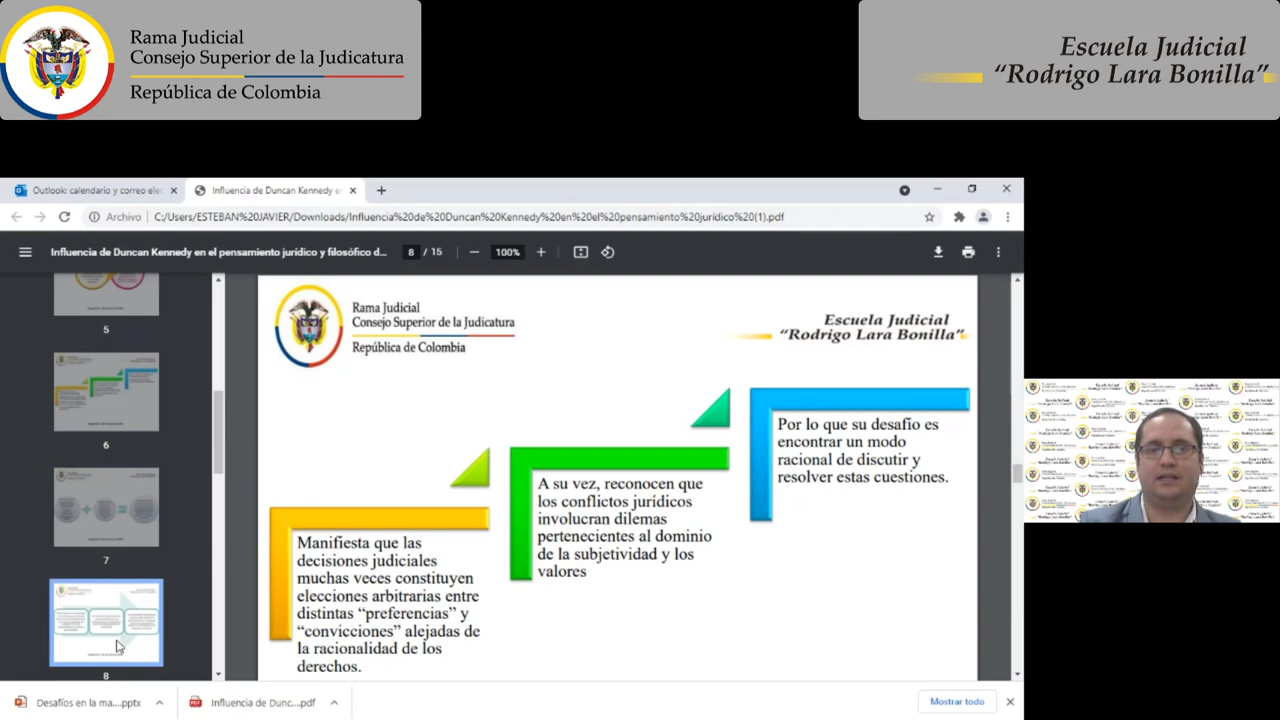 Rama Judicial
Consejo Superior de la Judicatura
República de Colombia
Escuela Judicial
“Rodrigo Lara Bonilla”
Outlook: calendario y correo ele
Influencia de Duncan Kennedy e
Archivo
C:/Users/ESTEBAN%20JAVIER/Downloads/Influencia%20de%20Duncan%20Kennedy%20en%20el%20pensamiento%20jurídico%20(1).pdf
Influencia de Duncan Kennedy en el pensamiento jurídico y filosófico d...
8 / 15
100%
5
6
7
8
Rama Judicial
Consejo Superior de la Judicatura
República de Colombia
Escuela Judicial
“Rodrigo Lara Bonilla”
Manifiesta que las
decisiones judiciales
muchas veces constituyen
elecciones arbitrarias entre
distintas “preferencias” y
“convicciones” alejadas de
la racionalidad de los
derechos.
A su vez, reconocen que
los conflictos jurídicos
involucran dilemas
pertenecientes al dominio
de la subjetividad y los
valores
Por lo que su desafío es
encontrar un modo
racional de discutir y
resolver estas cuestiones.
Desafíos en la ma....pptx
Influencia de Dunc....pdf
Mostrar todo